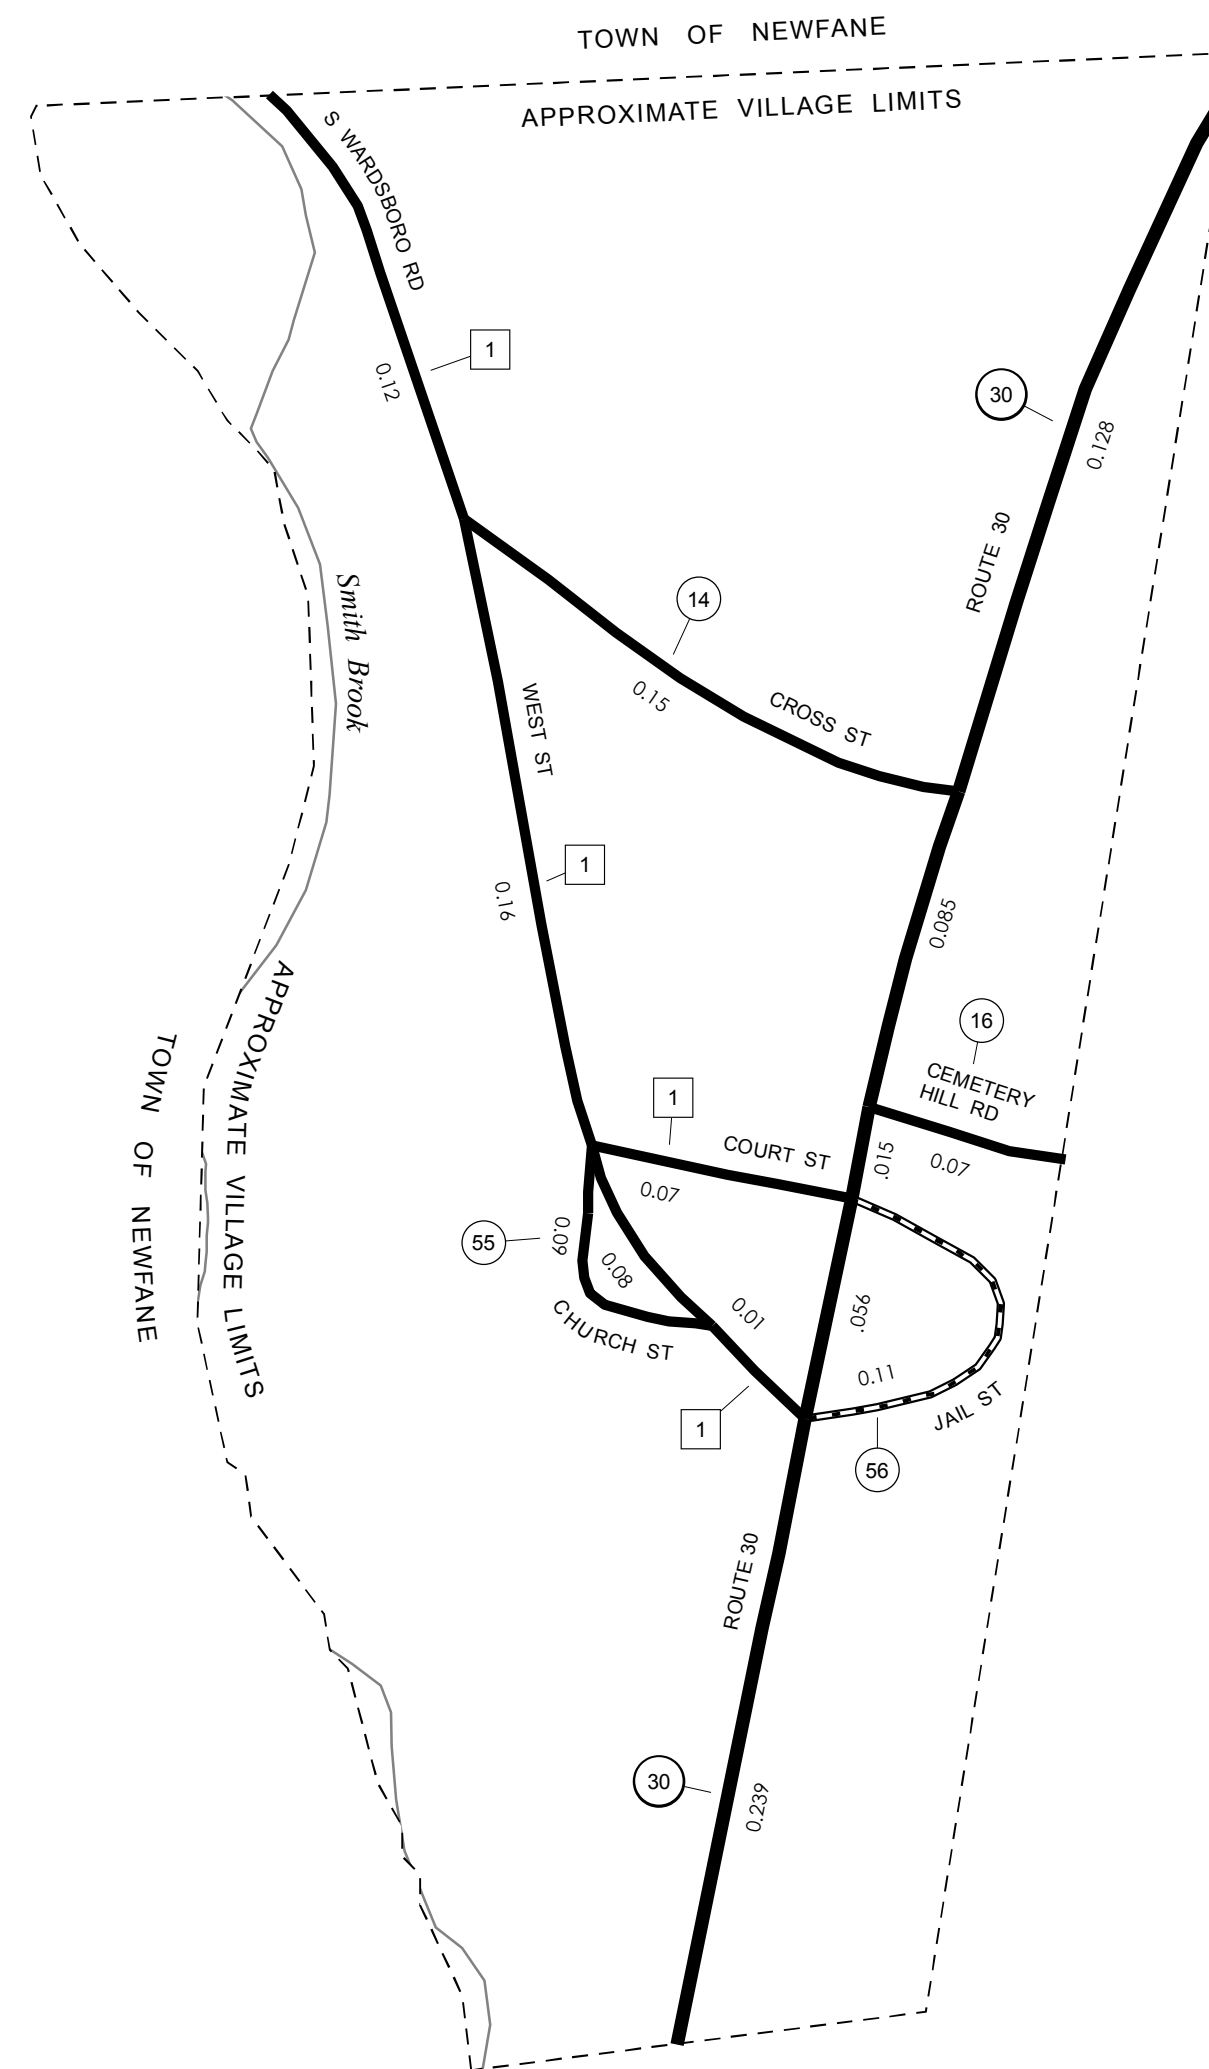 TOWN OF NEWFANE
APPROXIMATE VILLAGE LIMITS
S WARDSBORO RD
1
0.12
30
0.128
ROUTE 30
Smith Brook
14
0.15
CROSS ST
WEST ST
1
0.16
0.085
16
CEMETERY
HILL RD
0.07
.015
APPROXIMATE VILLAGE LIMITS
TOWN OF NEWFANE
1
COURT ST
0.07
55
0.09
0.08
CHURCH ST
0.01
1
.056
0.11
JAIL ST
56
ROUTE 30
30
0.239